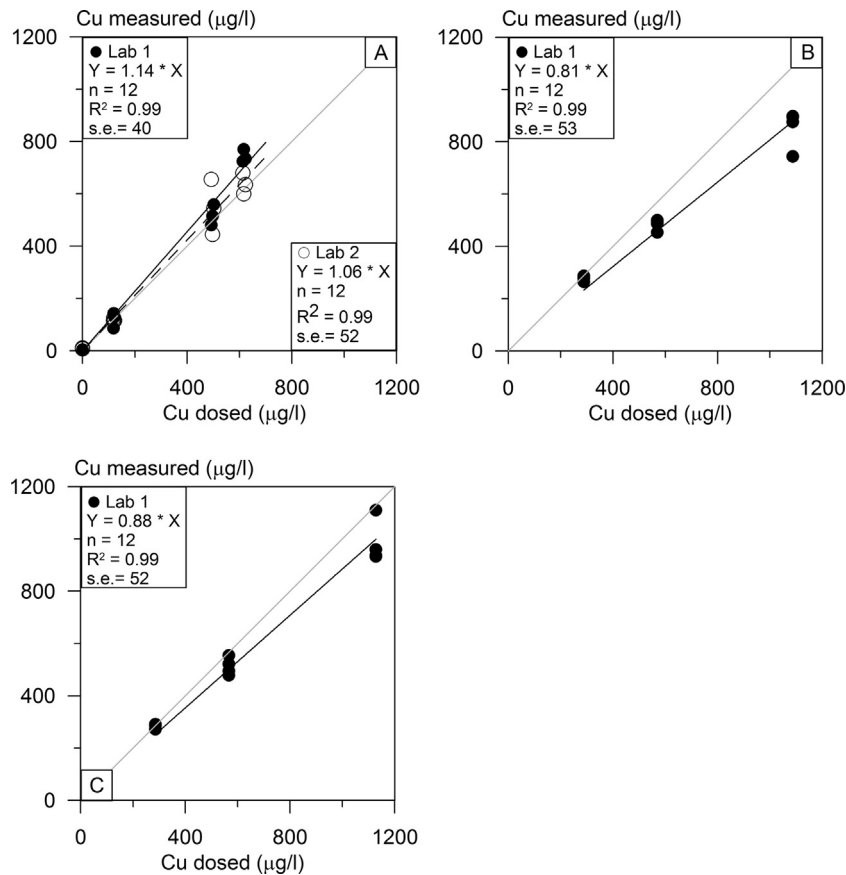 Cu measured (µg/l)
1200
800
400
0
0
400
800
1200
Cu dosed (µg/l)
A
● Lab 1
Y = 1.14 * X
n = 12
R² = 0.99
s.e.= 40
○ Lab 2
Y = 1.06 * X
n = 12
R² = 0.99
s.e.= 52
Cu measured (µg/l)
1200
800
400
0
0
400
800
1200
Cu dosed (µg/l)
B
● Lab 1
Y = 0.81 * X
n = 12
R² = 0.99
s.e.= 53
Cu measured (µg/l)
1200
800
400
0
0
400
800
1200
Cu dosed (µg/l)
● Lab 1
Y = 0.88 * X
n = 12
R² = 0.99
s.e.= 52
C